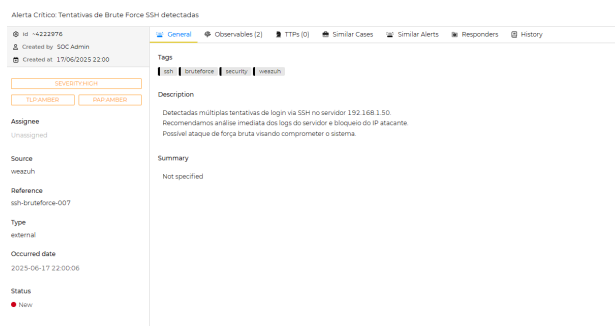 Alerta Crítico: Tentativas de Brute Force SSH detectadas
Id ~4222976
Created by SOC Admin
Created at 17/06/2025 22:00
SEVERITY:HIGH
TLP:AMBER PAP:AMBER
Assignee
Unassigned
Source
weazuh
Reference
ssh-bruteforce-007
Type
external
Occurred date
2025-06-17 22:00:06
Status
New
General Observables (2) TTPs (0) Similar Cases Similar Alerts Responders History
Tags
ssh bruteforce security weazuh
Description
Detectadas múltiplas tentativas de login via SSH no servidor 192.168.1.50.
Recomendamos análise imediata dos logs do servidor e bloqueio do IP atacante.
Possível ataque de força bruta visando comprometer o sistema.
Summary
Not specified